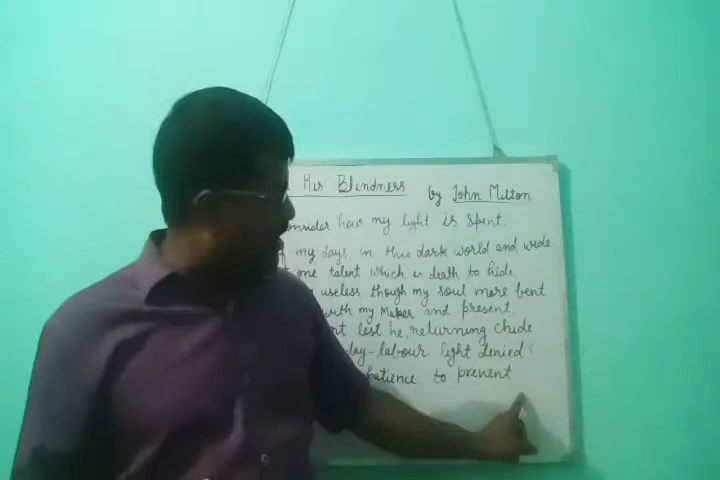 His Blindness by John Milton
consider how my light is spent.
my days in this dark world and wide
one talent which is death to hide
useless though my soul more bent
with my Maker and present.
lest he, returning chide
day-labour light denied
patience to prevent